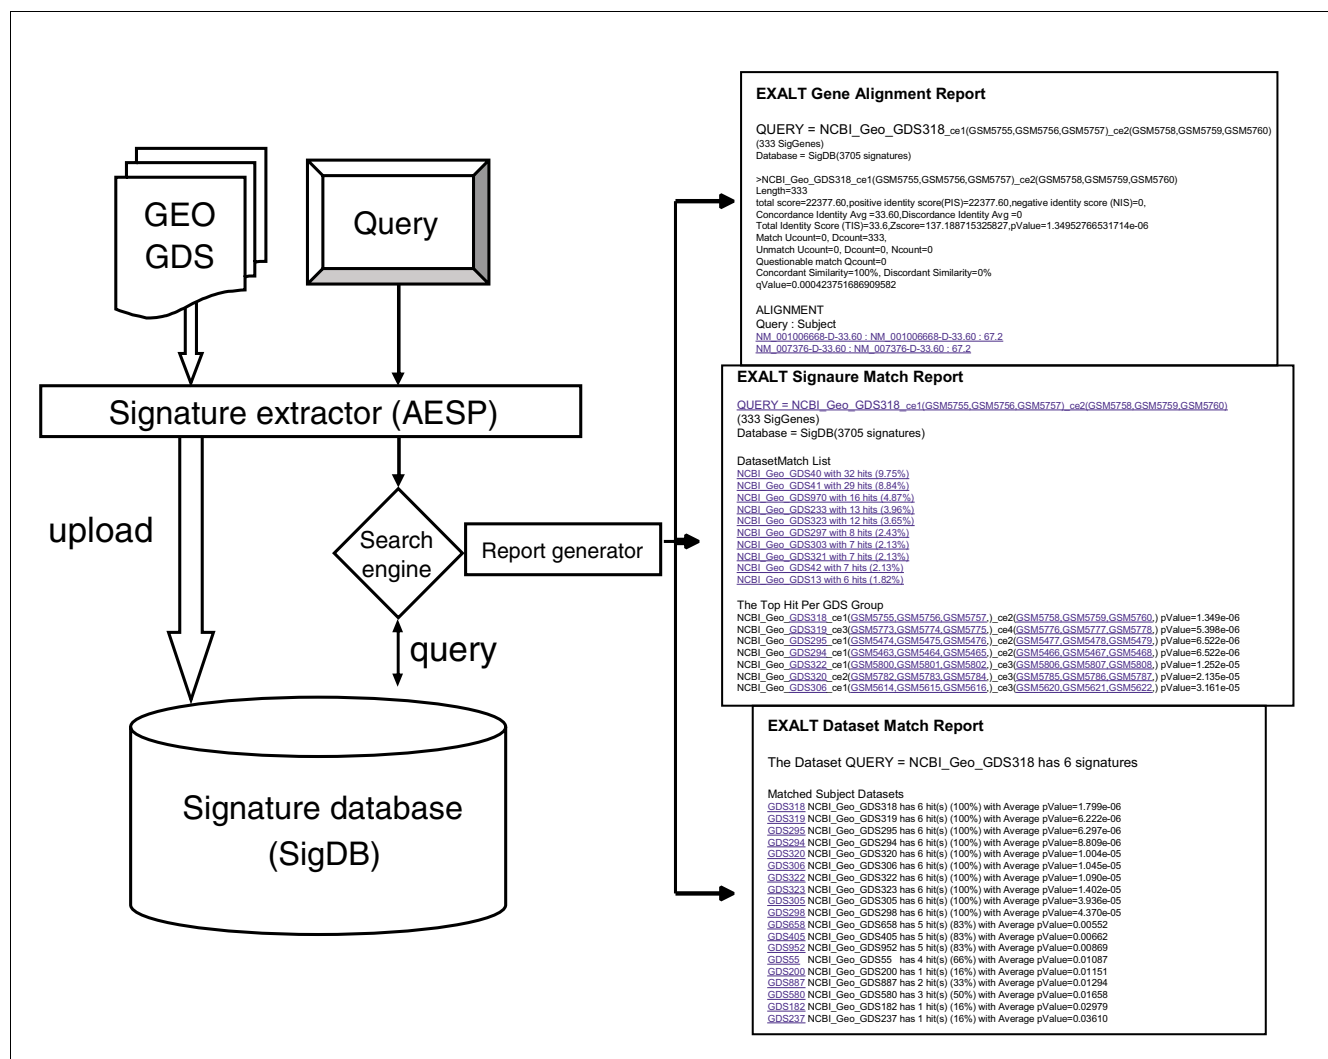 GEO
GDS
Query
Signature extractor (AESP)
upload
Search
engine
Report generator
query
Signature database
(SigDB)
EXALT Gene Alignment Report
QUERY = NCBI_Geo_GDS318_ce1(GSM5755,GSM5756,GSM5757)_ce2(GSM5758,GSM5759,GSM5760)
(333 SigGenes)
Database = SigDB(3705 signatures)
>NCBI_Geo_GDS318_ce1(GSM5755,GSM5756,GSM5757)_ce2(GSM5758,GSM5759,GSM5760)
Length=333
total score=22377.60,positive identity score(PIS)=22377.60,negative identity score (NIS)=0,
Concordance Identity Avg =33.60,Discordance Identity Avg =0
Total Identity Score (TIS)=33.6,Zscore=137.188715325827,pValue=1.34952766531714e-06
Match Ucount=0, Dcount=333,
Unmatch Ucount=0, Dcount=0, Ncount=0
Questionable match Qcount=0
Concordant Similarity=100%, Discordant Similarity=0%
qValue=0.000423751686909582
ALIGNMENT
Query : Subject
NM_001006668-D-33.60 : NM_001006668-D-33.60 : 67.2
NM_007376-D-33.60 : NM_007376-D-33.60 : 67.2
EXALT Signaure Match Report
QUERY = NCBI_Geo_GDS318_ce1(GSM5755,GSM5756,GSM5757)_ce2(GSM5758,GSM5759,GSM5760)
(333 SigGenes)
Database = SigDB(3705 signatures)
DatasetMatch List
NCBI_Geo_GDS40 with 32 hits (9.75%)
NCBI_Geo_GDS41 with 29 hits (8.84%)
NCBI_Geo_GDS970 with 16 hits (4.87%)
NCBI_Geo_GDS233 with 13 hits (3.96%)
NCBI_Geo_GDS323 with 12 hits (3.65%)
NCBI_Geo_GDS297 with 8 hits (2.43%)
NCBI_Geo_GDS303 with 7 hits (2.13%)
NCBI_Geo_GDS321 with 7 hits (2.13%)
NCBI_Geo_GDS42 with 7 hits (2.13%)
NCBI_Geo_GDS13 with 6 hits (1.82%)
The Top Hit Per GDS Group
NCBI_Geo_GDS318_ce1(GSM5755,GSM5756,GSM5757,)_ce2(GSM5758,GSM5759,GSM5760,) pValue=1.349e-06
NCBI_Geo_GDS319_ce3(GSM5773,GSM5774,GSM5775,)_ce4(GSM5776,GSM5777,GSM5778,) pValue=5.398e-06
NCBI_Geo_GDS295_ce1(GSM5474,GSM5475,GSM5476,)_ce2(GSM5477,GSM5478,GSM5479,) pValue=6.522e-06
NCBI_Geo_GDS294_ce1(GSM5463,GSM5464,GSM5465,)_ce2(GSM5466,GSM5467,GSM5468,) pValue=6.522e-06
NCBI_Geo_GDS322_ce1(GSM5800,GSM5801,GSM5802,)_ce3(GSM5806,GSM5807,GSM5808,) pValue=1.252e-05
NCBI_Geo_GDS320_ce2(GSM5782,GSM5783,GSM5784,)_ce3(GSM5785,GSM5786,GSM5787,) pValue=2.135e-05
NCBI_Geo_GDS306_ce1(GSM5614,GSM5615,GSM5616,)_ce3(GSM5620,GSM5621,GSM5622,) pValue=3.161e-05
EXALT Dataset Match Report
The Dataset QUERY = NCBI_Geo_GDS318 has 6 signatures
Matched Subject Datasets
GDS318 NCBI_Geo_GDS318 has 6 hit(s) (100%) with Average pValue=1.799e-06
GDS319 NCBI_Geo_GDS319 has 6 hit(s) (100%) with Average pValue=6.222e-06
GDS295 NCBI_Geo_GDS295 has 6 hit(s) (100%) with Average pValue=6.297e-06
GDS294 NCBI_Geo_GDS294 has 6 hit(s) (100%) with Average pValue=8.809e-06
GDS320 NCBI_Geo_GDS320 has 6 hit(s) (100%) with Average pValue=1.004e-05
GDS306 NCBI_Geo_GDS306 has 6 hit(s) (100%) with Average pValue=1.045e-05
GDS322 NCBI_Geo_GDS322 has 6 hit(s) (100%) with Average pValue=1.090e-05
GDS323 NCBI_Geo_GDS323 has 6 hit(s) (100%) with Average pValue=1.402e-05
GDS305 NCBI_Geo_GDS305 has 6 hit(s) (100%) with Average pValue=3.936e-05
GDS298 NCBI_Geo_GDS298 has 6 hit(s) (100%) with Average pValue=4.370e-05
GDS658 NCBI_Geo_GDS658 has 5 hit(s) (83%) with Average pValue=0.00552
GDS405 NCBI_Geo_GDS405 has 5 hit(s) (83%) with Average pValue=0.00662
GDS952 NCBI_Geo_GDS952 has 5 hit(s) (83%) with Average pValue=0.00869
GDS55 NCBI_Geo_GDS55 has 4 hit(s) (66%) with Average pValue=0.01087
GDS200 NCBI_Geo_GDS200 has 1 hit(s) (16%) with Average pValue=0.01151
GDS887 NCBI_Geo_GDS887 has 2 hit(s) (33%) with Average pValue=0.01294
GDS580 NCBI_Geo_GDS580 has 3 hit(s) (50%) with Average pValue=0.01658
GDS182 NCBI_Geo_GDS182 has 1 hit(s) (16%) with Average pValue=0.02979
GDS237 NCBI_Geo_GDS237 has 1 hit(s) (16%) with Average pValue=0.03610